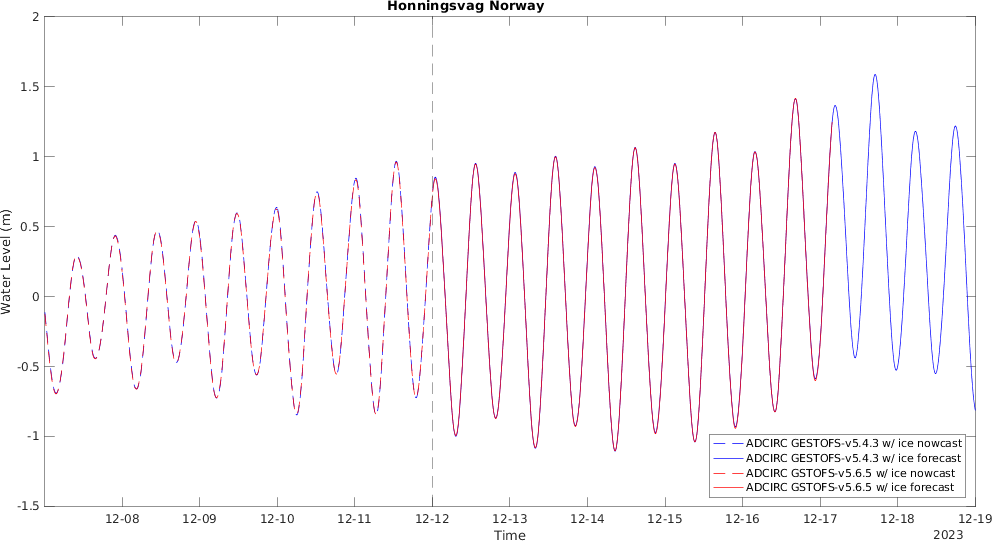 Honningsvag Norway
2
1.5
1
0.5
0
-0.5
-1
-1.5
Water Level (m)
12-08 12-09 12-10 12-11 12-12 12-13 12-14 12-15 12-16 12-17 12-18 12-19
Time
2023
ADCIRC GESTOFS-v5.4.3 w/ ice nowcast
ADCIRC GESTOFS-v5.4.3 w/ ice forecast
ADCIRC GSTOFS-v5.6.5 w/ ice nowcast
ADCIRC GSTOFS-v5.6.5 w/ ice forecast